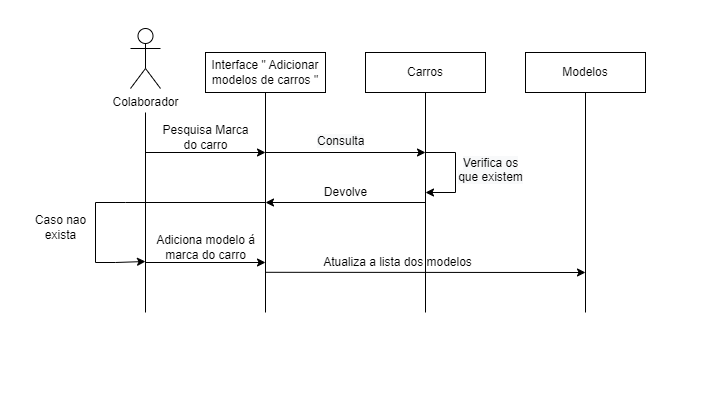 Colaborador
Interface " Adicionar
modelos de carros "
Carros
Modelos
Pesquisa Marca
do carro
Consulta
Verifica os
que existem
Devolve
Caso nao
exista
Adiciona modelo á
marca do carro
Atualiza a lista dos modelos